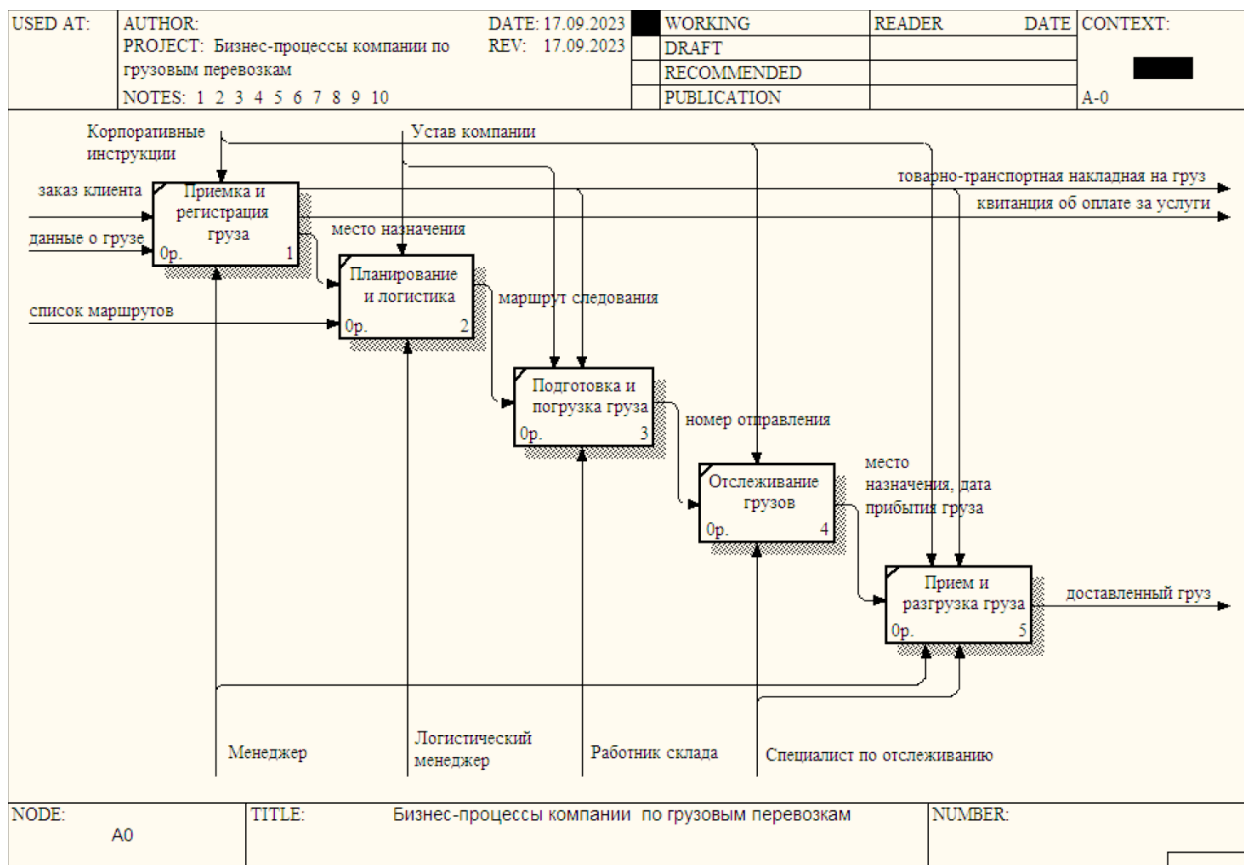 USED AT:
AUTHOR:
DATE: 17.09.2023
PROJECT: Бизнес-процессы компании по
REV: 17.09.2023
грузовым перевозкам
NOTES: 1 2 3 4 5 6 7 8 9 10
WORKING
DRAFT
RECOMMENDED
PUBLICATION
READER
DATE
CONTEXT:
A-0
Корпоративные
инструкции
Устав компании
заказ клиента
данные о грузе
список маршрутов
Приемка и
регистрация
груза
0р.
1
товарно-транспортная накладная на груз
квитанция об оплате за услуги
место назначения
Планирование
и логистика
0р.
2
маршрут следования
Подготовка и
погрузка груза
0р.
3
номер отправления
Отслеживание
грузов
0р.
4
место
назначения, дата
прибытия груза
Прием и
разгрузка груза
0р.
5
доставленный груз
Менеджер
Логистический
менеджер
Работник склада
Специалист по отслеживанию
NODE:
A0
TITLE:
Бизнес-процессы компании по грузовым перевозкам
NUMBER: